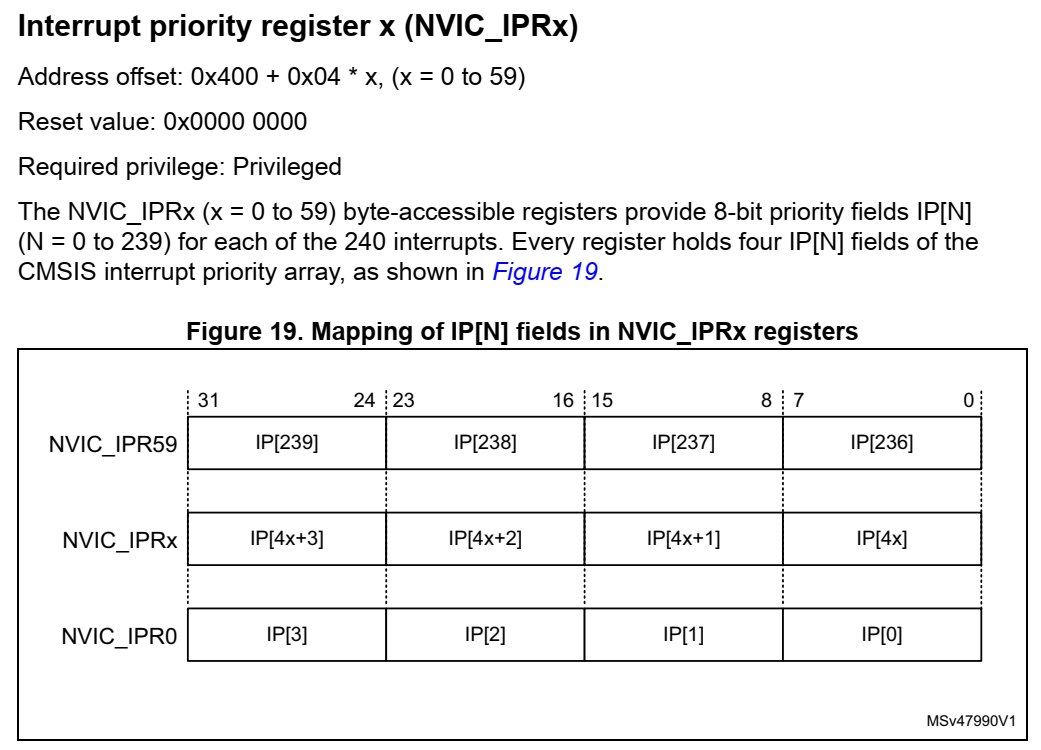 Interrupt priority register x (NVIC_IPRx)
Address offset: 0x400 + 0x04 * x, (x = 0 to 59)
Reset value: 0x0000 0000
Required privilege: Privileged
The NVIC_IPRx (x = 0 to 59) byte-accessible registers provide 8-bit priority fields IP[N]
(N = 0 to 239) for each of the 240 interrupts. Every register holds four IP[N] fields of the
CMSIS interrupt priority array, as shown in Figure 19.
Figure 19. Mapping of IP[N] fields in NVIC_IPRx registers
31 24 23 16 15 8 7 0
NVIC_IPR59 IP[239] IP[238] IP[237] IP[236]
NVIC_IPRx IP[4x+3] IP[4x+2] IP[4x+1] IP[4x]
NVIC_IPR0 IP[3] IP[2] IP[1] IP[0]
MSv47990V1